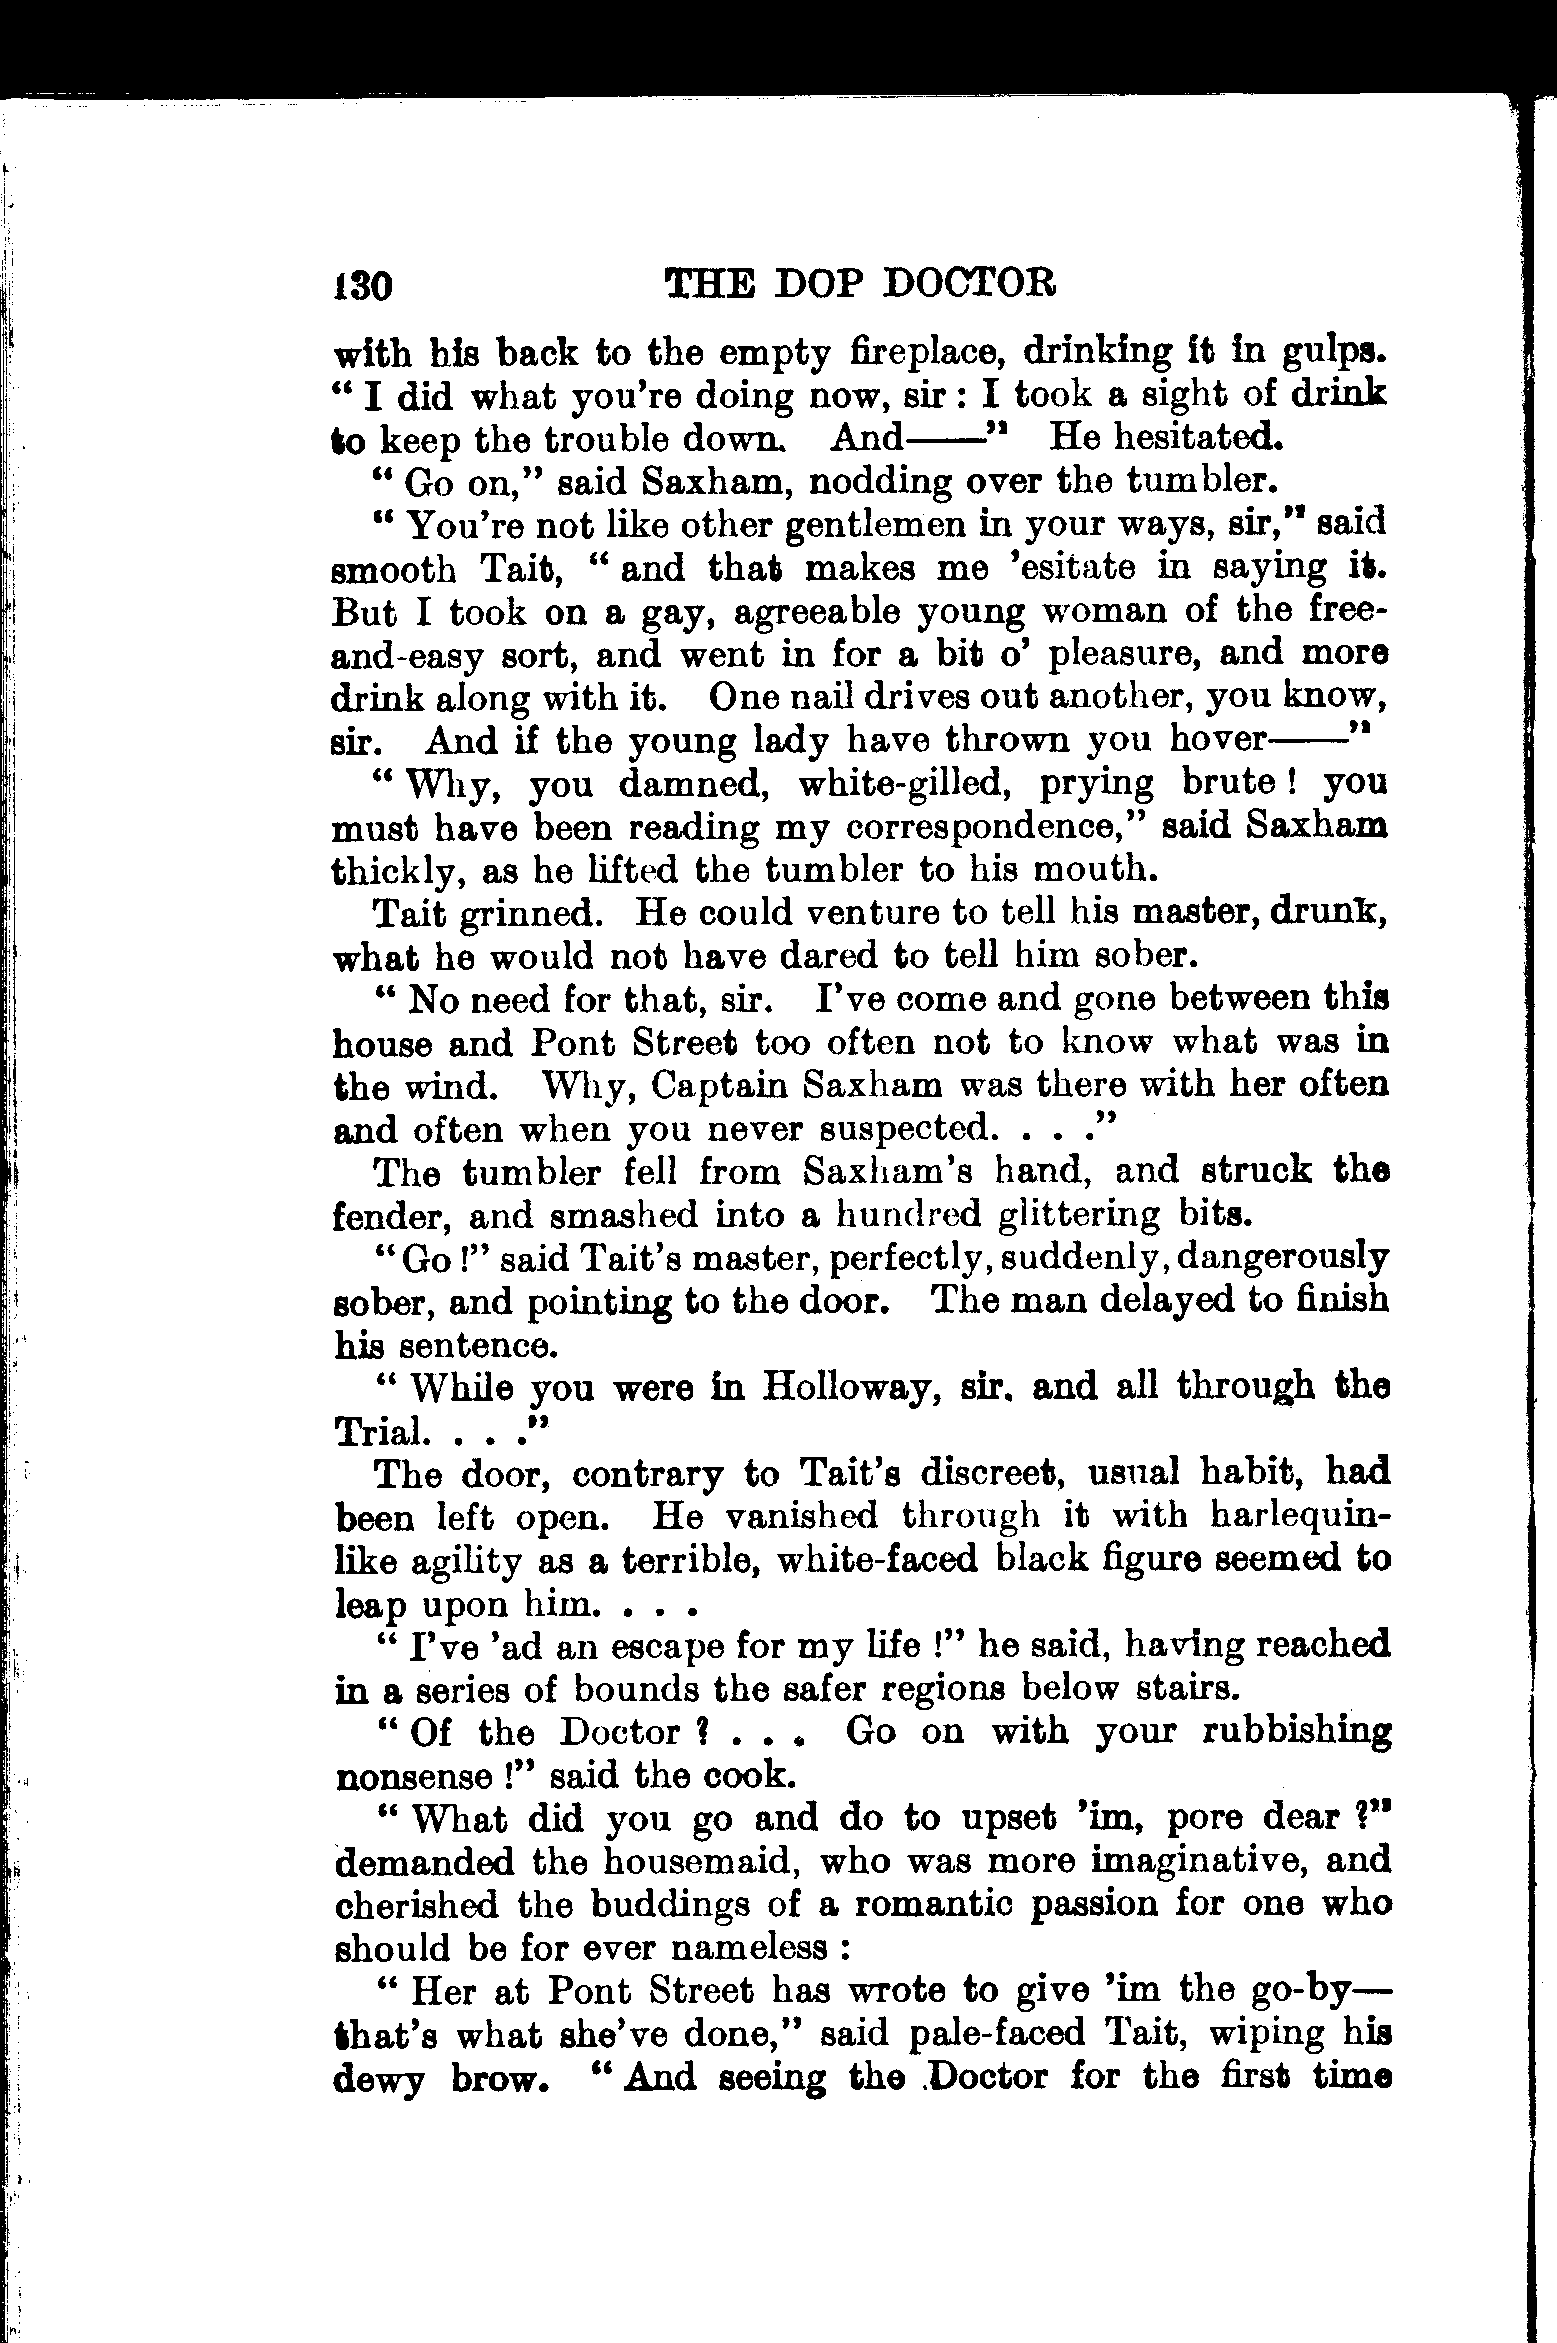 130 THE DOP DOCTOR
with his back to the empty fireplace, drinking it in gulps.
“ I did what you're doing now, sir : I took a sight of drink
to keep the trouble down. And——” He hesitated.
“ Go on,” said Saxham, nodding over the tumbler.
“ You're not like other gentlemen in your ways, sir,” said
smooth Tait, “ and that makes me 'esitate in saying it.
But I took on a gay, agreeable young woman of the free-
and-easy sort, and went in for a bit o' pleasure, and more
drink along with it. One nail drives out another, you know,
sir. And if the young lady have thrown you hover——”
“ Why, you damned, white-gilled, prying brute ! you
must have been reading my correspondence,” said Saxham
thickly, as he lifted the tumbler to his mouth.
Tait grinned. He could venture to tell his master, drunk,
what he would not have dared to tell him sober.
“ No need for that, sir. I've come and gone between this
house and Pont Street too often not to know what was in
the wind. Why, Captain Saxham was there with her often
and often when you never suspected. . . .”
The tumbler fell from Saxham's hand, and struck the
fender, and smashed into a hundred glittering bits.
“ Go !” said Tait's master, perfectly, suddenly, dangerously
sober, and pointing to the door. The man delayed to finish
his sentence.
“ While you were in Holloway, sir, and all through the
Trial. . . .”
The door, contrary to Tait's discreet, usual habit, had
been left open. He vanished through it with harlequin-
like agility as a terrible, white-faced black figure seemed to
leap upon him. . . .
“ I've 'ad an escape for my life !” he said, having reached
in a series of bounds the safer regions below stairs.
“ Of the Doctor ? . . . Go on with your rubbishing
nonsense !” said the cook.
“ What did you go and do to upset 'im, pore dear ?”
demanded the housemaid, who was more imaginative, and
cherished the buddings of a romantic passion for one who
should be for ever nameless :
“ Her at Pont Street has wrote to give 'im the go-by—
that's what she've done,” said pale-faced Tait, wiping his
dewy brow. “ And seeing the Doctor for the first time